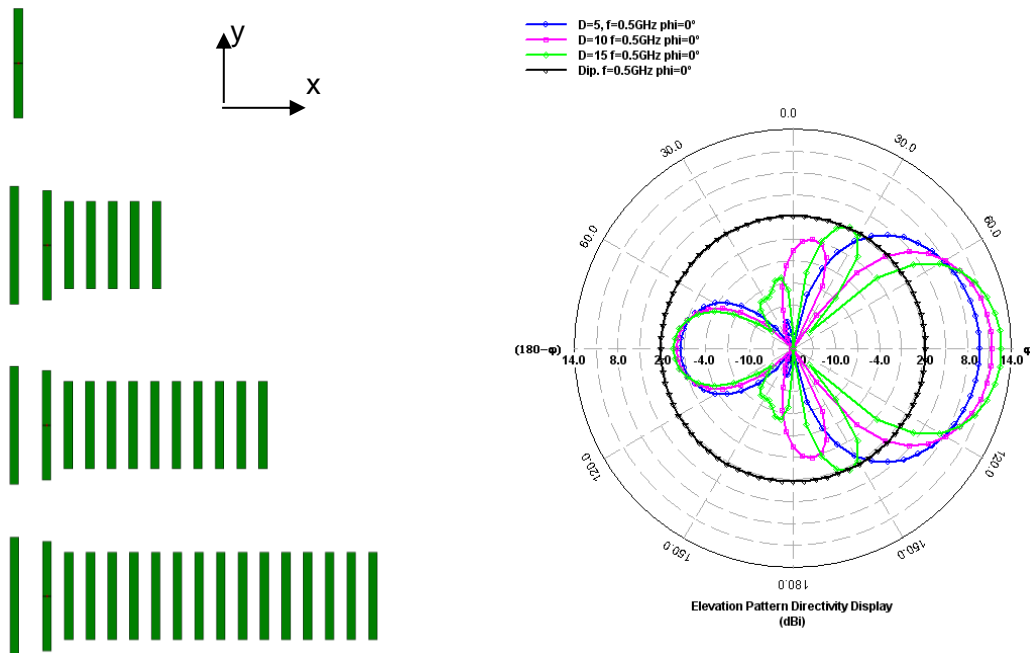 y
x
D=5, f=0.5GHz phi=0°
D=10 f=0.5GHz phi=0°
D=15 f=0.5GHz phi=0°
Dip. f=0.5GHz phi=0°
0.0
30.0 30.0
60.0 60.0
(180-φ) φ
14.0 8.0 2.0 -4.0 -10.0 -10.0 -4.0 2.0 8.0 14.0
120.0 120.0
150.0 160.0
180.0
Elevation Pattern Directivity Display
(dBi)